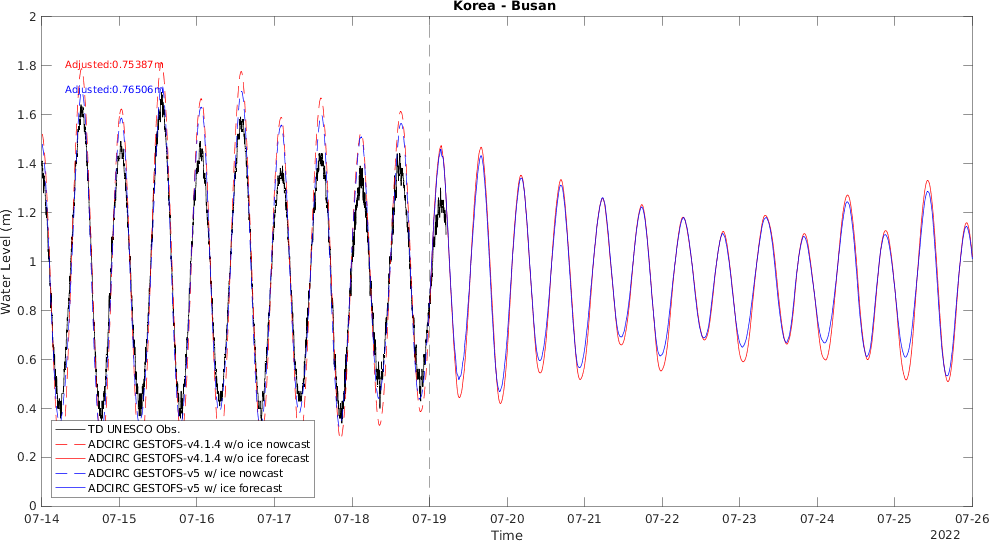 Korea - Busan
2
1.8
1.6
1.4
1.2
1
0.8
0.6
0.4
0.2
0
Water Level (m)
Adjusted:0.75387m
Adjusted:0.76506m
TD UNESCO Obs.
ADCIRC GESTOFS-v4.1.4 w/o ice nowcast
ADCIRC GESTOFS-v4.1.4 w/o ice forecast
ADCIRC GESTOFS-v5 w/ ice nowcast
ADCIRC GESTOFS-v5 w/ ice forecast
07-14 07-15 07-16 07-17 07-18 07-19 07-20 07-21 07-22 07-23 07-24 07-25 07-26
Time
2022